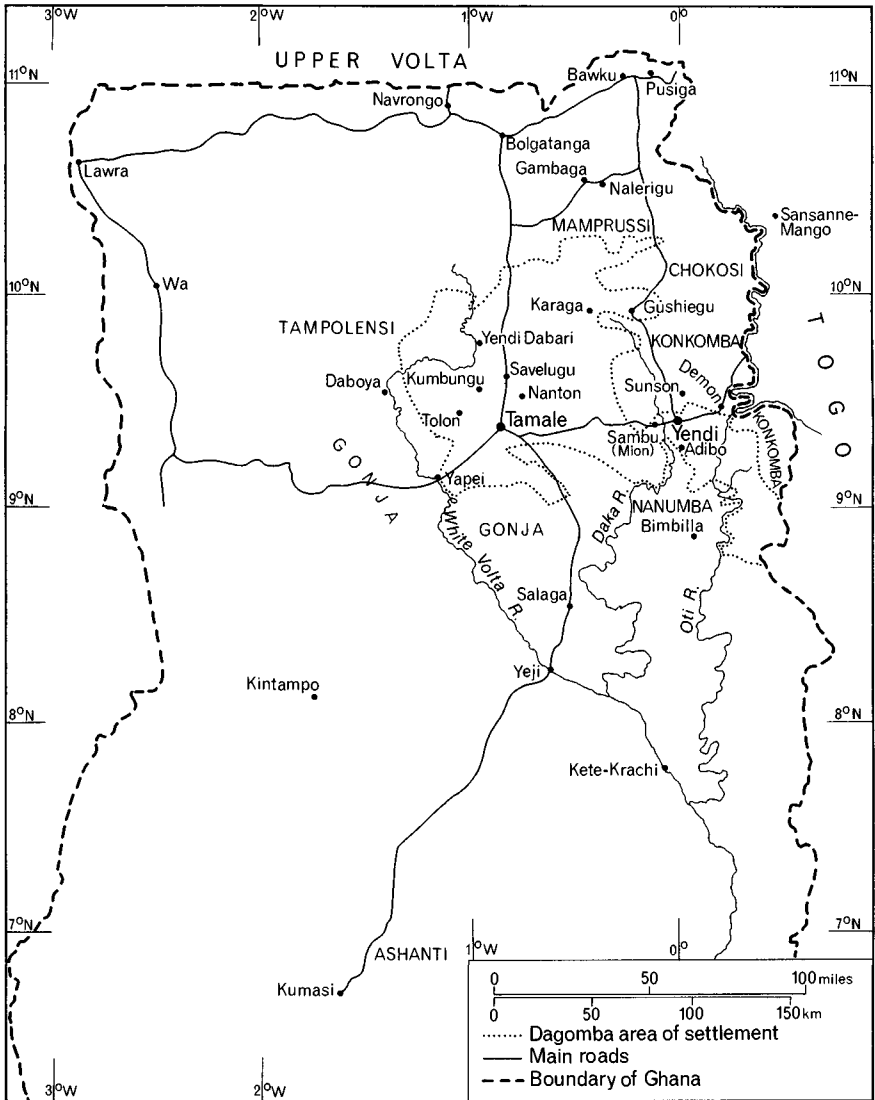 3°W
2°W
1°W
0°
UPPER VOLTA
11°N
11°N
Bawku
Pusiga
Navrongo
Bolgatanga
Lawra
Gambaga
Nalerigu
Sansanne-
Mango
MAMPRUSSI
CHOKOSI
10°N
10°N
Wa
Karaga
Gushiegu
TAMPOLENSI
TOGO
Yendi Dabari
KONKOMBA
Savelugu
Daboya
Kumbungu
Nanton
Sunson
Demon
Tolon
Tamale
Sambu
(Mion)
Yendi
Adibo
KONKOMBA
GONJA
Yapei
9°N
9°N
White Volta R.
GONJA
Daka R.
NANUMBA
Bimbilla
Salaga
Oti R.
Yeji
Kintampo
8°N
8°N
Kete-Krachi
7°N
7°N
ASHANTI
1°W
0°
Kumasi
0 50 100 miles
0 50 100 150 km
Dagomba area of settlement
Main roads
Boundary of Ghana
3°W
2°W